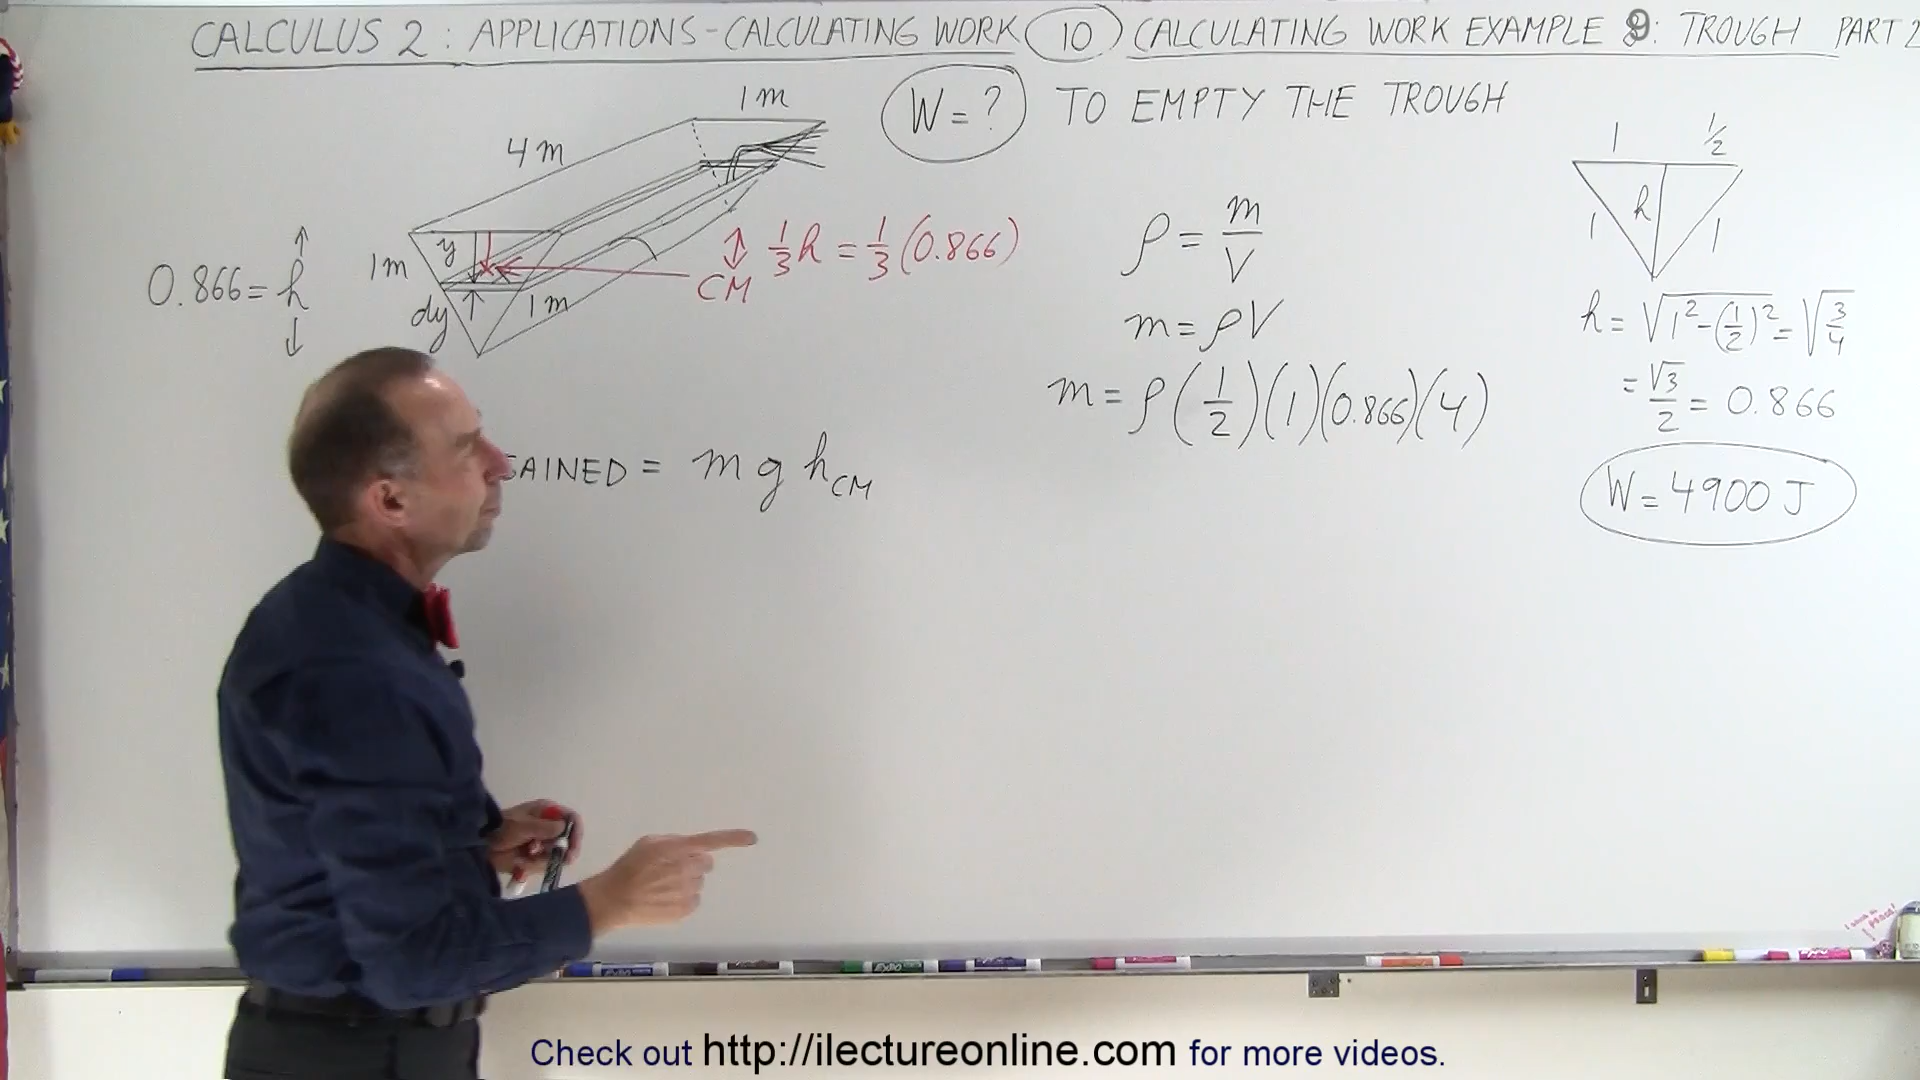 CALCULUS 2: APPLICATIONS-CALCULATING WORK 10 CALCULATING WORK EXAMPLE 9: TROUGH PART 2
W = ? TO EMPTY THE TROUGH
1m
4m
1m
y
dy
1m
0.866 = h
CM
1/3 h = 1/3 (0.866)
GAINED = m g h_CM
ρ = m/V
m = ρV
m = ρ(1/2)(1)(0.866)(4)
1 1/2
h
1 1
h = √(1² - (1/2)²) = √(3/4)
= √3/2 = 0.866
W = 4900 J
EXPO
Check out http://ilectureonline.com for more videos.